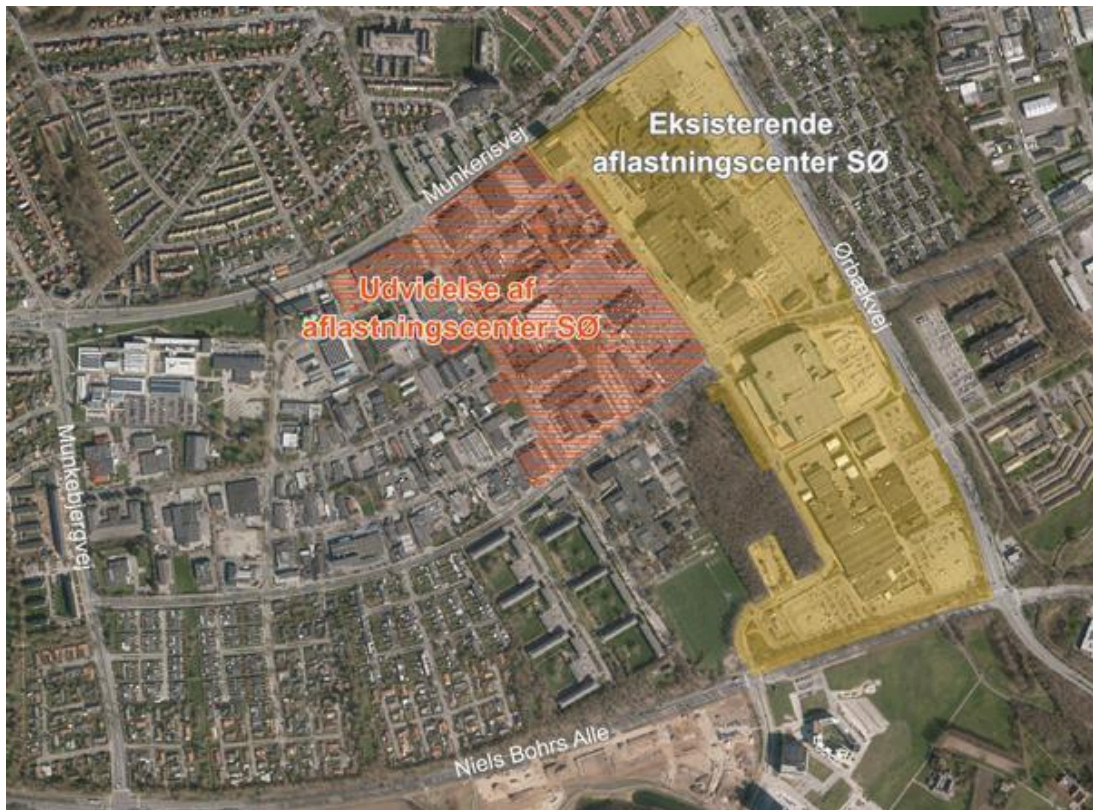 Eksisterende
aflastningscenter SØ
Munkerisvej
Ørbækvej
Udvidelse af
aflastningscenter SØ
Munkebjergvej
Niels Bohrs Alle